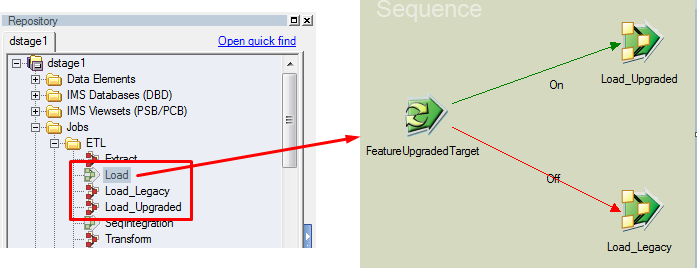 Repository
dstage1
Open quick find
dstage1
Data Elements
IMS Databases (DBD)
IMS Viewsets (PSB/PCB)
Jobs
ETL
Extract
Load
Load_Legacy
Load_Upgraded
SeqIntegration
Transform
Sequence
Load_Upgraded
On
FeatureUpgradedTarget
Off
Load_Legacy